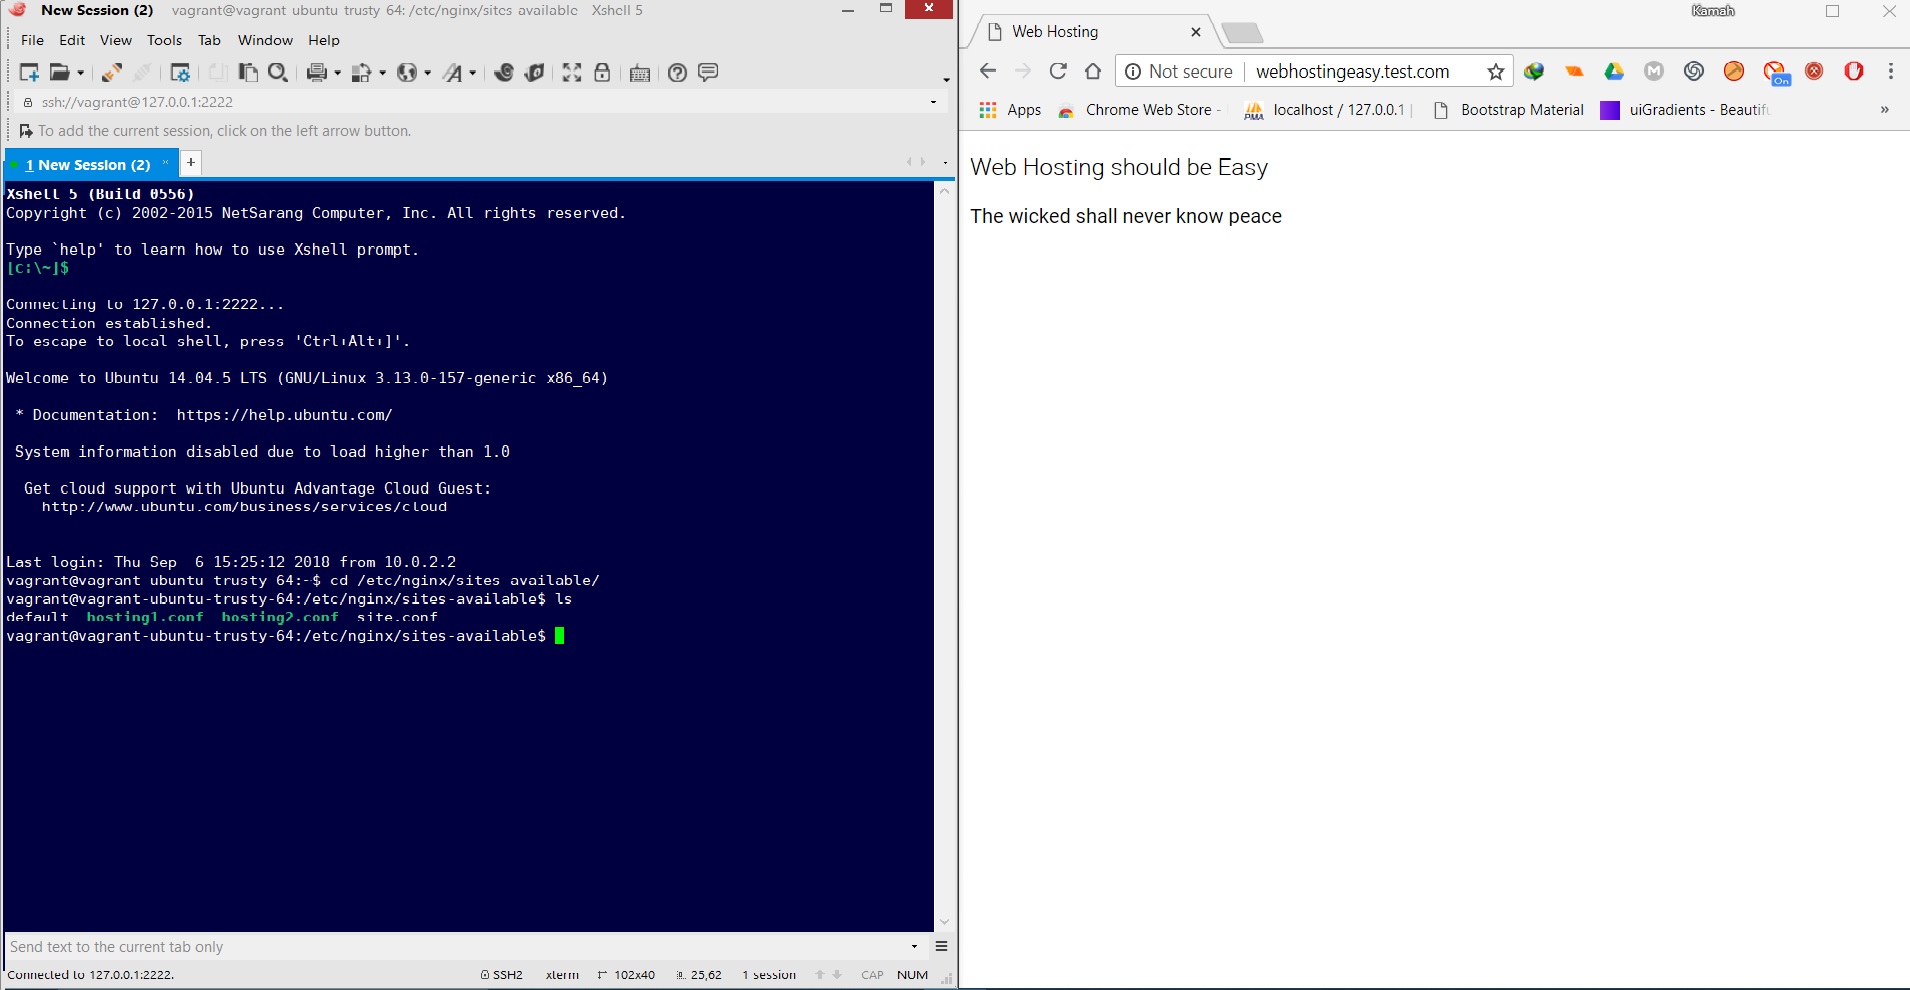 New Session (2) vagrant@vagrant ubuntu trusty 64: /etc/nginx/sites available Xshell 5
File Edit View Tools Tab Window Help
ssh://vagrant@127.0.0.1:2222
To add the current session, click on the left arrow button.
1 New Session (2) × +
Xshell 5 (Build 0556)
Copyright (c) 2002-2015 NetSarang Computer, Inc. All rights reserved.
Type `help' to learn how to use Xshell prompt.
[c:\~]$
Connecting to 127.0.0.1:2222...
Connection established.
To escape to local shell, press 'Ctrl+Alt+]'.
Welcome to Ubuntu 14.04.5 LTS (GNU/Linux 3.13.0-157-generic x86_64)
* Documentation:  https://help.ubuntu.com/
System information disabled due to load higher than 1.0
Get cloud support with Ubuntu Advantage Cloud Guest:
http://www.ubuntu.com/business/services/cloud
Last login: Thu Sep  6 15:25:12 2018 from 10.0.2.2
vagrant@vagrant ubuntu trusty 64:~$ cd /etc/nginx/sites available/
vagrant@vagrant-ubuntu-trusty-64:/etc/nginx/sites-available$ ls
default  hosting1.conf  hosting2.conf  site.conf
vagrant@vagrant-ubuntu-trusty-64:/etc/nginx/sites-available$
Send text to the current tab only
Connected to 127.0.0.1:2222. SSH2 xterm 102x40 25,62 1 session CAP NUM
Kamah
Web Hosting
Not secure webhostingeasy.test.com
On
Apps Chrome Web Store - PMA localhost / 127.0.0.1 | Bootstrap Material uiGradients - Beautifu »
Web Hosting should be Easy
The wicked shall never know peace